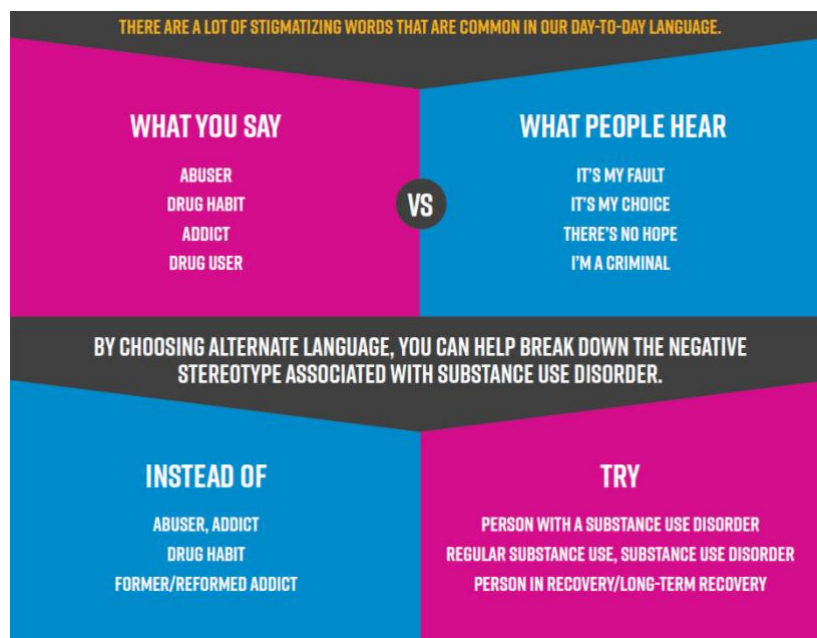 THERE ARE A LOT OF STIGMATIZING WORDS THAT ARE COMMON IN OUR DAY-TO-DAY LANGUAGE.
WHAT YOU SAY
ABUSER
DRUG HABIT
ADDICT
DRUG USER
VS
WHAT PEOPLE HEAR
IT'S MY FAULT
IT'S MY CHOICE
THERE'S NO HOPE
I'M A CRIMINAL
BY CHOOSING ALTERNATE LANGUAGE, YOU CAN HELP BREAK DOWN THE NEGATIVE
STEREOTYPE ASSOCIATED WITH SUBSTANCE USE DISORDER.
INSTEAD OF
ABUSER, ADDICT
DRUG HABIT
FORMER/REFORMED ADDICT
TRY
PERSON WITH A SUBSTANCE USE DISORDER
REGULAR SUBSTANCE USE, SUBSTANCE USE DISORDER
PERSON IN RECOVERY/LONG-TERM RECOVERY